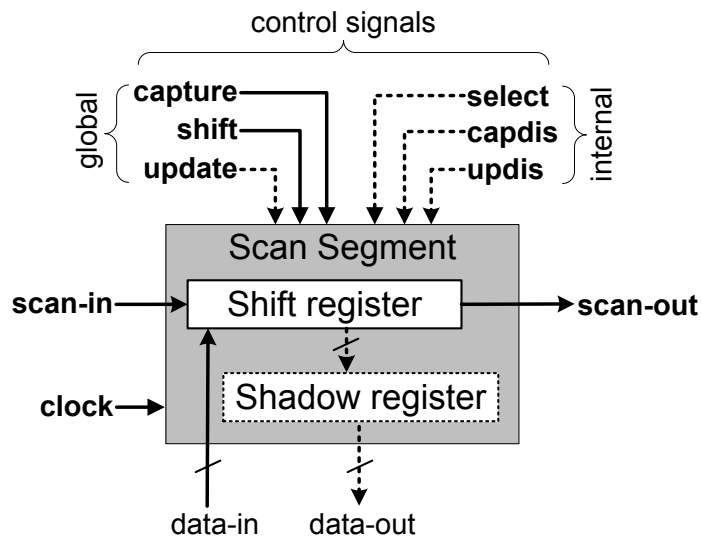 control signals
global
capture
shift
update
select
capdis
updis
internal
Scan Segment
scan-in
Shift register
scan-out
Shadow register
clock
data-in
data-out